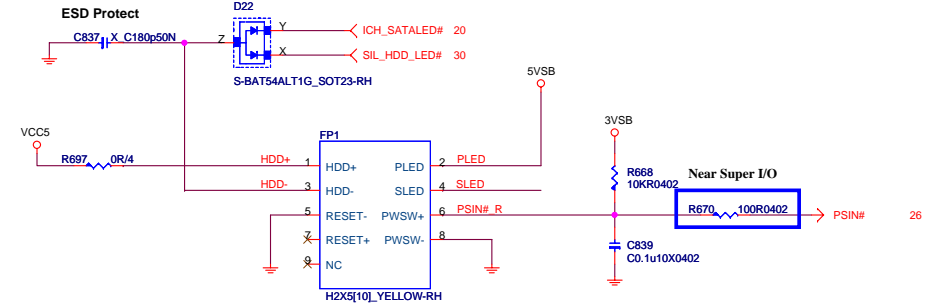 D22
ESD Protect
C837 X_C180p50N
Z
Y
ICH_SATALED# 20
X
SIL_HDD_LED# 30
S-BAT54ALT1G_SOT23-RH
5VSB
VCC5
FP1
3VSB
R697 0R/4
HDD+ 1 HDD+
PLED 2 PLED
R668
10KR0402
Near Super I/O
HDD- 3 HDD-
SLED 4 SLED
5 RESET-
PWSW+ 6 PSIN#_R
R670 100R0402
PSIN# 26
7 RESET+
PWSW- 8
C839
C0.1u10X0402
9 NC
H2X5[10]_YELLOW-RH